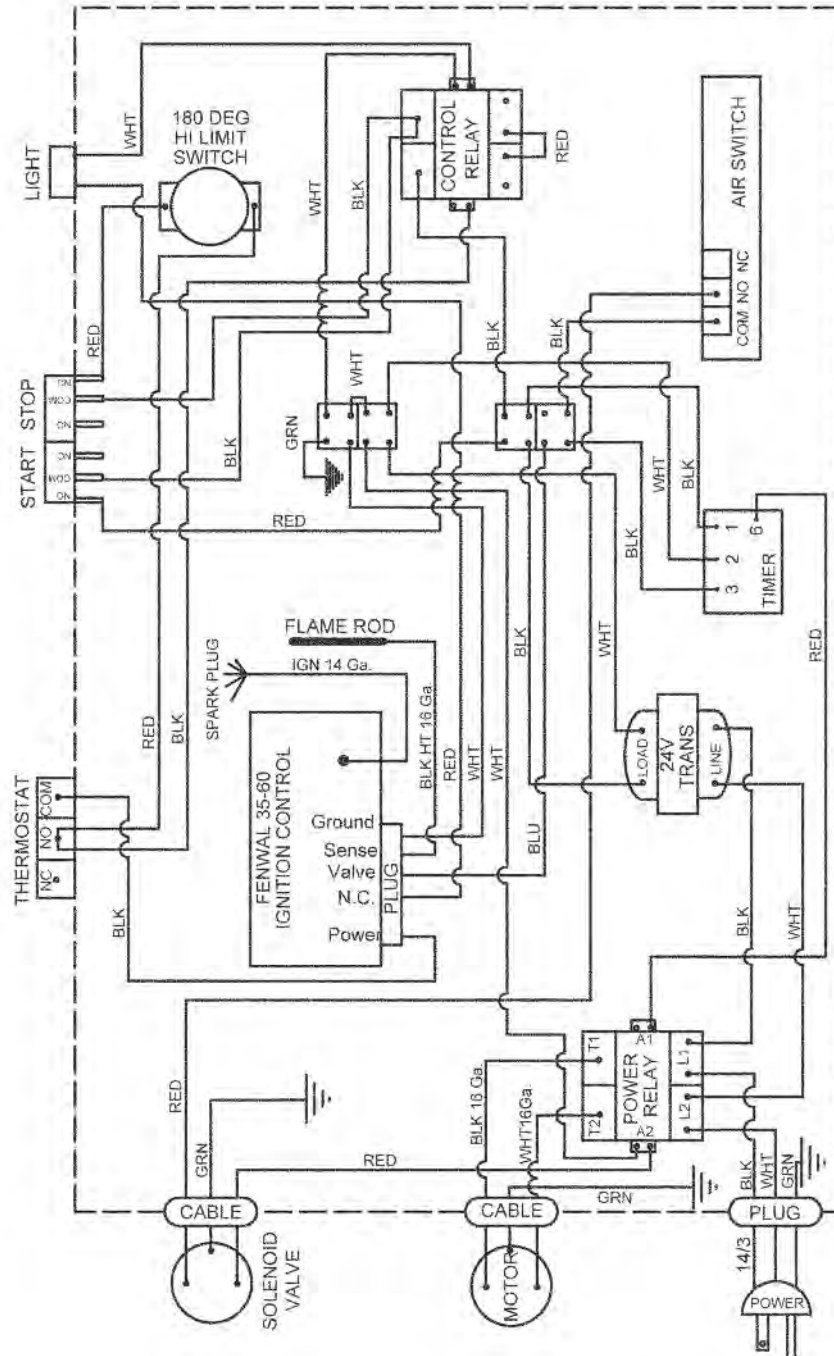 LIGHT
WHT
180 DEG
HI LIMIT
SWITCH
WHT
BLK
CONTROL
RELAY
RED
AIR SWITCH
COM NO NC
RED
STOP
START
NC
COM
NO
NC
COM
NO
BLK
GRN
WHT
BLK
BLK
RED
WHT
BLK
BLK
1
6
2
3
TIMER
FLAME ROD
IGN 14 Ga.
SPARK PLUG
RED
BLK
THERMOSTAT
COM
NO
NC
BLK
FENWAL 35-60
IGNITION CONTROL
Ground
Sense
Valve
N.C.
Power
PLUG
BLK HT 16 Ga.
RED
WHT
WHT
BLK
BLU
WHT
LOAD
24V
TRANS
LINE
RED
BLK
WHT
RED
GRN
RED
BLK 16 Ga.
WHT16Ga.
T1
T2
A1
POWER
RELAY
A2
L1
L2
GRN
BLK
WHT
GRN
CABLE
CABLE
PLUG
SOLENOID
VALVE
MOTOR
14/3
POWER